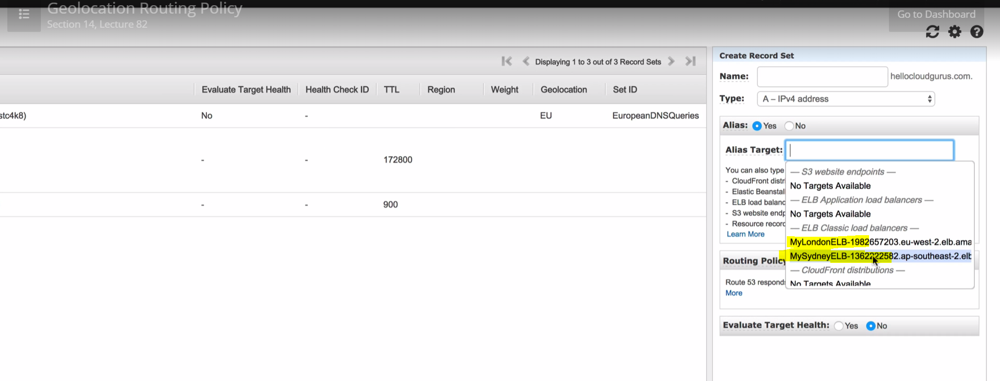 Geolocation Routing Policy
Section 14, Lecture 82
Go to Dashboard
Displaying 1 to 3 out of 3 Record Sets
Evaluate Target Health Health Check ID TTL Region Weight Geolocation Set ID
stc4k8) No - EU EuropeanDNSQueries
- - 172800
- - 900
Create Record Set
Name: hellocloudgurus.com.
Type: A – IPv4 address
Alias: Yes No
Alias Target:
You can also type
- CloudFront distri
- Elastic Beanstal
- ELB load balanc
- S3 website endp
- Resource record
Learn More
— S3 website endpoints —
No Targets Available
— ELB Application load balancers —
No Targets Available
— ELB Classic load balancers —
MyLondonELB-1982657203.eu-west-2.elb.ama
MySydneyELB-1362222582.ap-southeast-2.elb
— CloudFront distributions —
No Targets Available
Routing Policy
Route 53 responds
More
Evaluate Target Health: Yes No